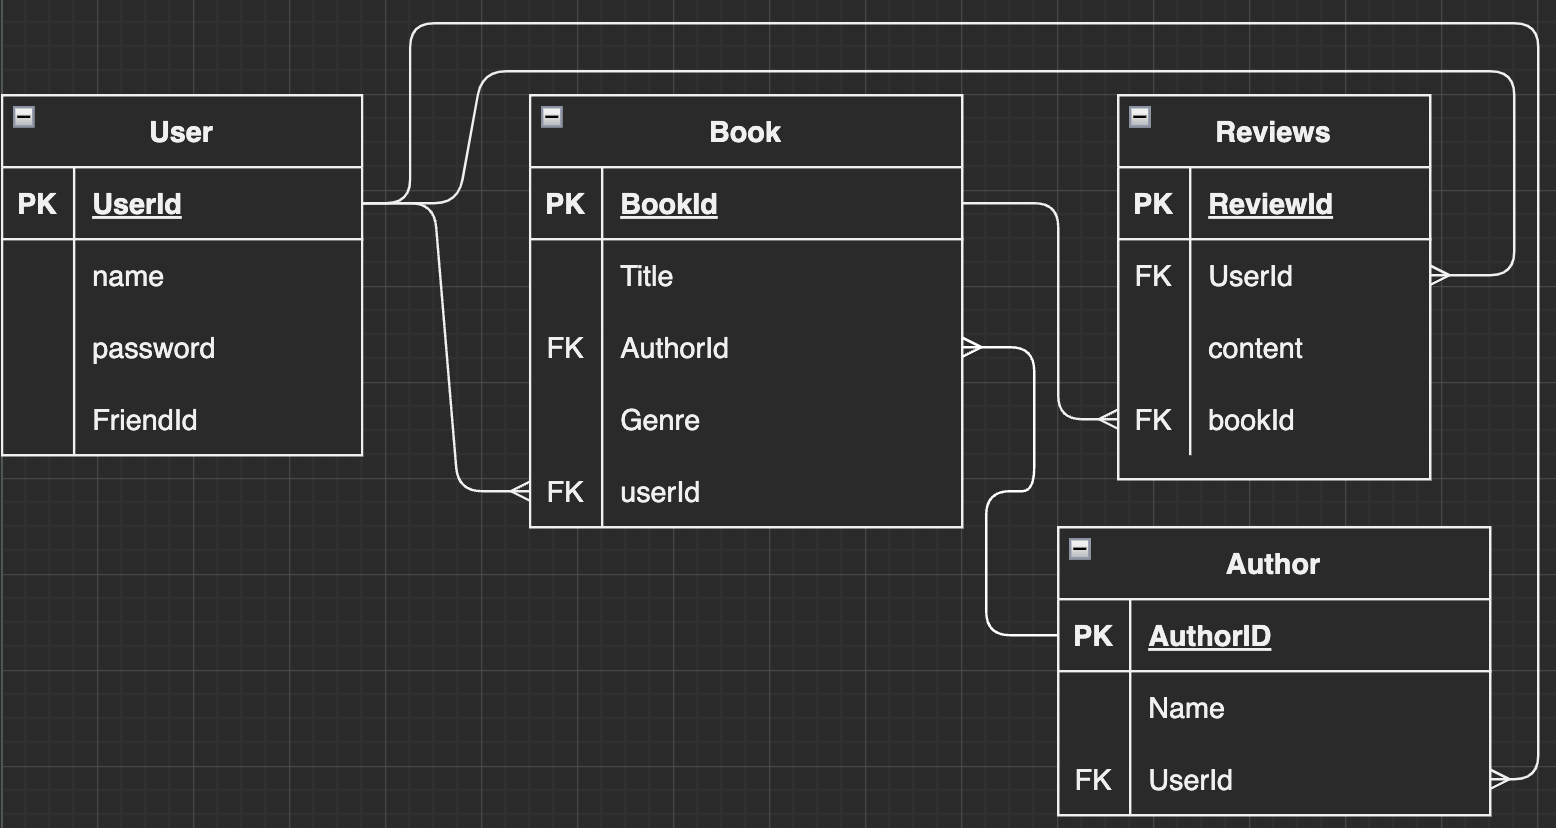 User
PK UserId
name
password
FriendId
Book
PK BookId
Title
FK AuthorId
Genre
FK userId
Reviews
PK ReviewId
FK UserId
content
FK bookId
Author
PK AuthorID
Name
FK UserId